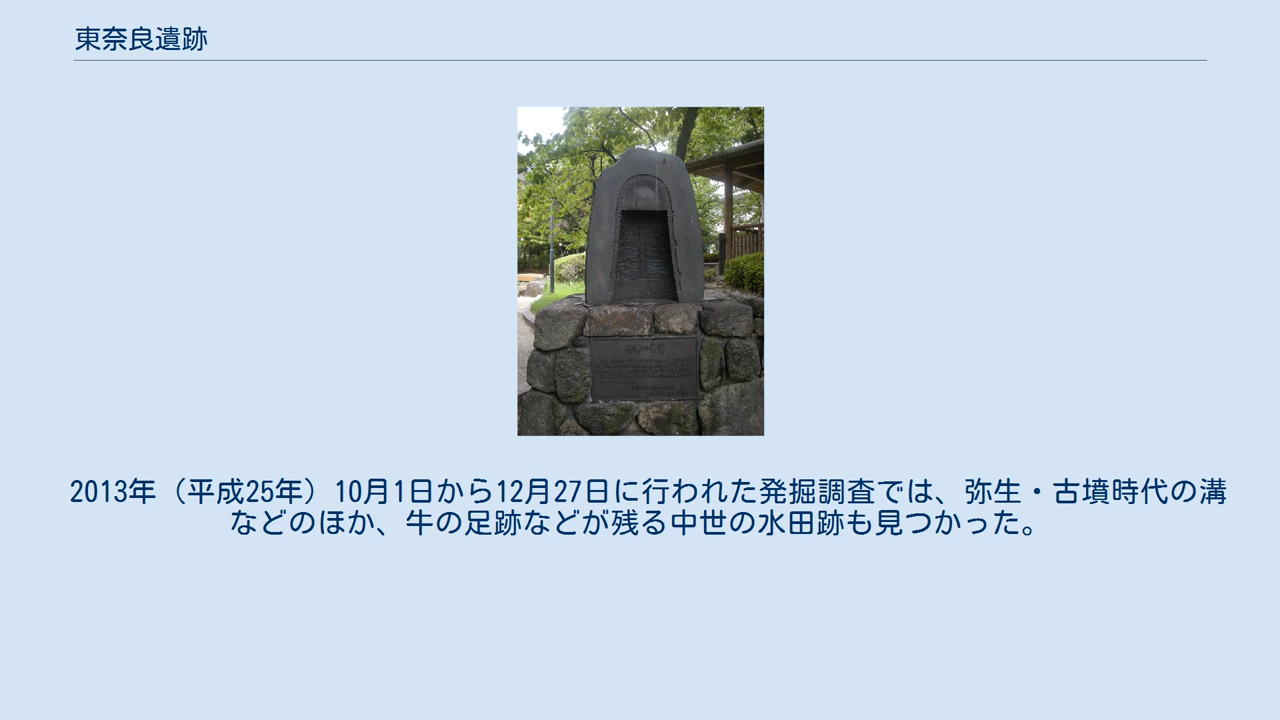 東奈良遺跡
2013年（平成25年）10月1日から12月27日に行われた発掘調査では、弥生・古墳時代の溝
などのほか、牛の足跡などが残る中世の水田跡も見つかった。